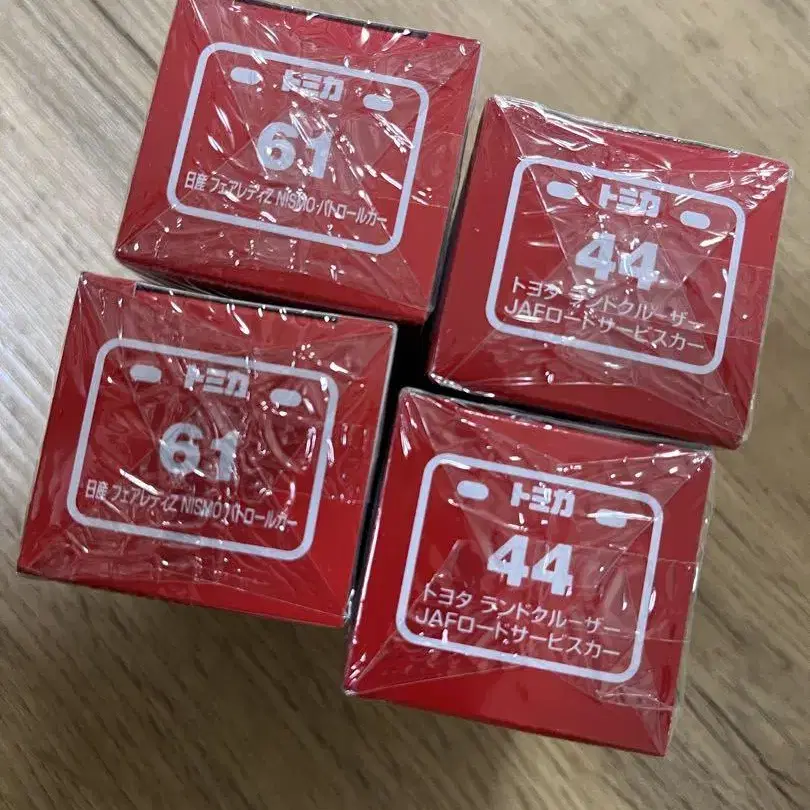 トミカ
61
日産 フェアレディZ NISMO パトロールカー
トミカ
44
トヨタ ランドクルーザー
JAFロードサービスカー
トミカ
61
日産 フェアレディZ NISMO パトロールカー
トミカ
44
トヨタ ランドクルーザー
JAFロードサービスカー